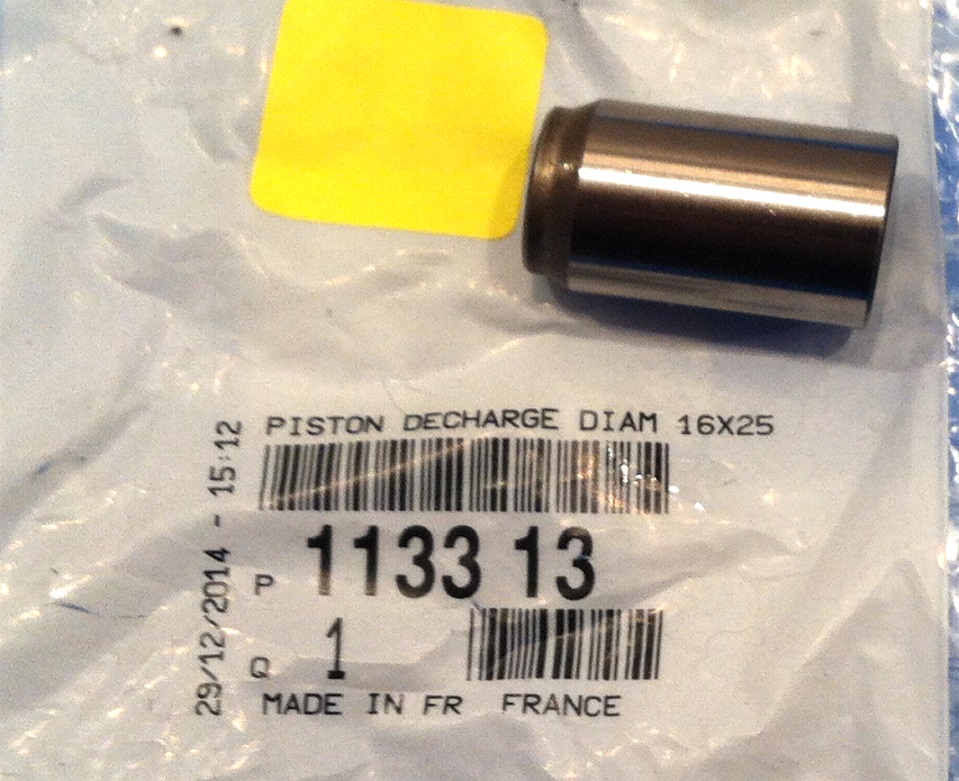 PISTON DECHARGE DIAM 16X25
29/12/2014 - 15:12
P 1133 13
Q 1
MADE IN FR FRANCE